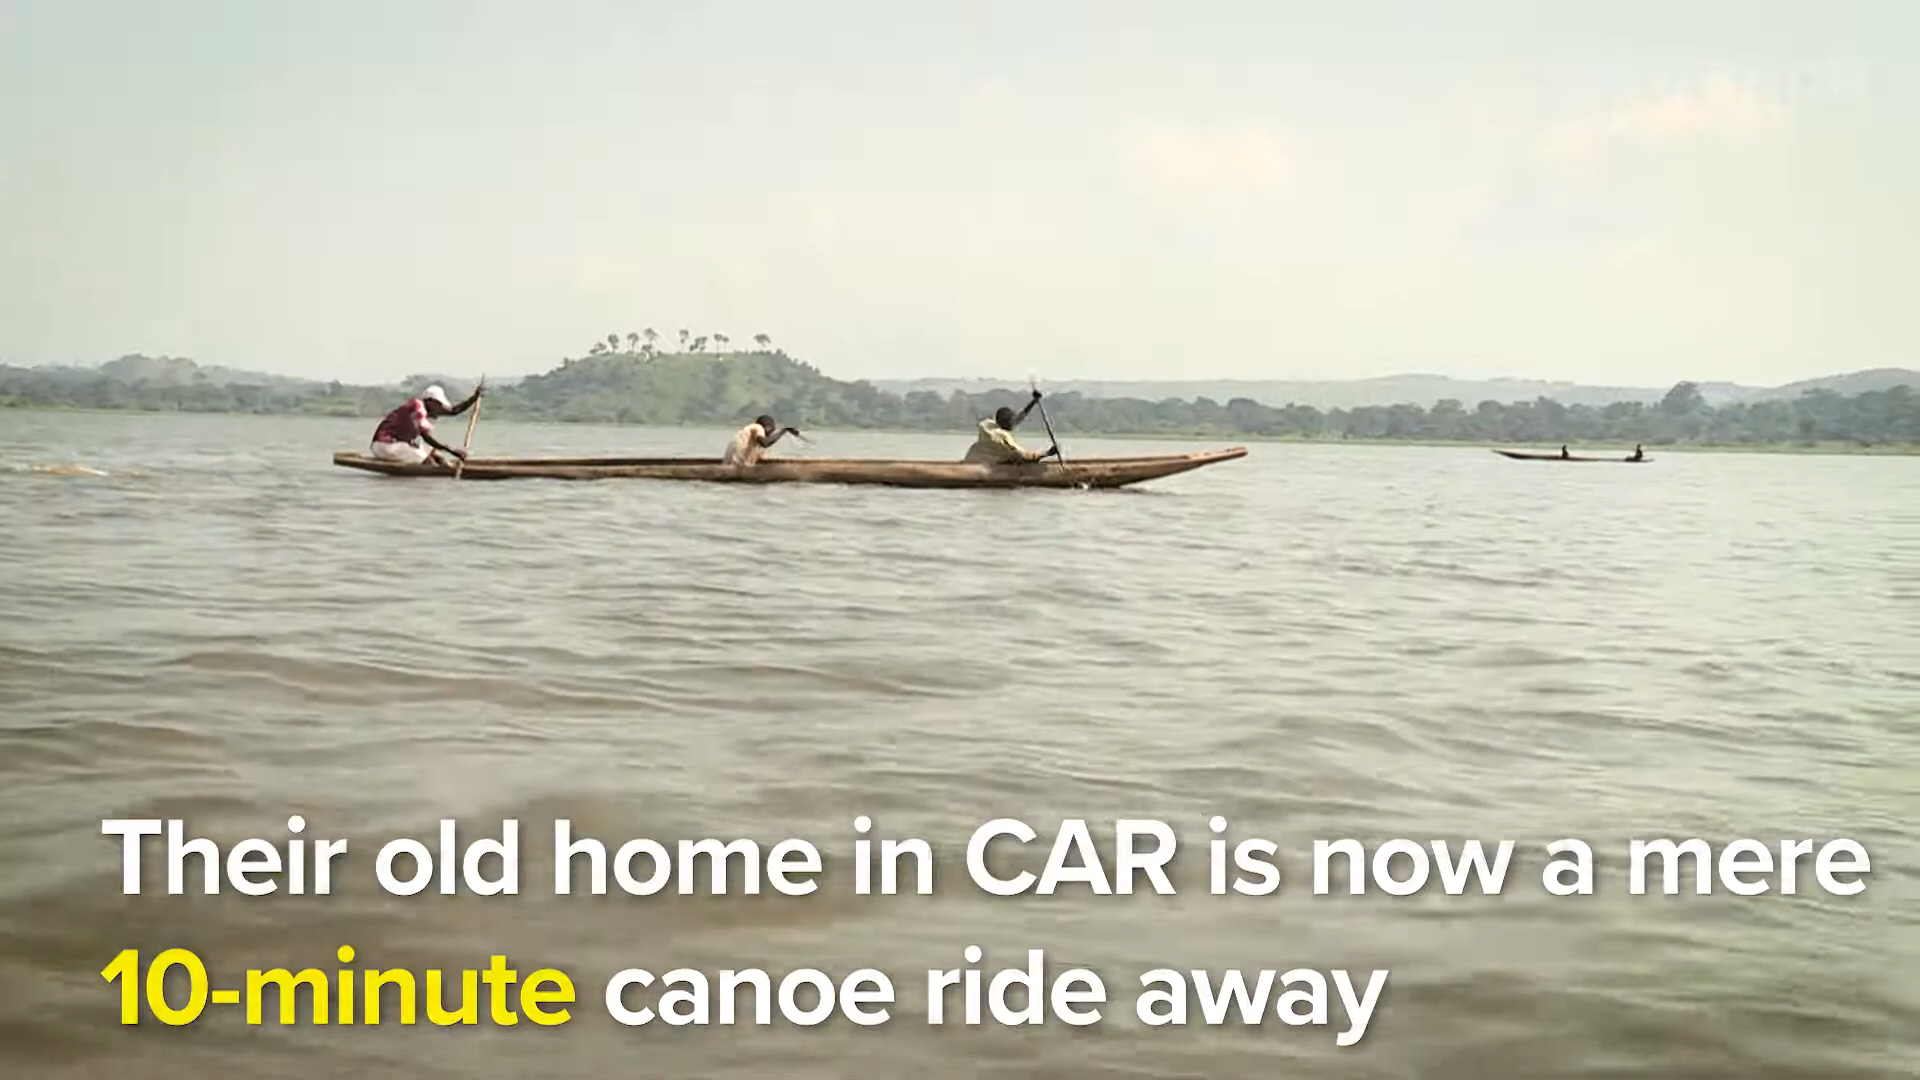 Their old home in CAR is now a mere
10-minute canoe ride away